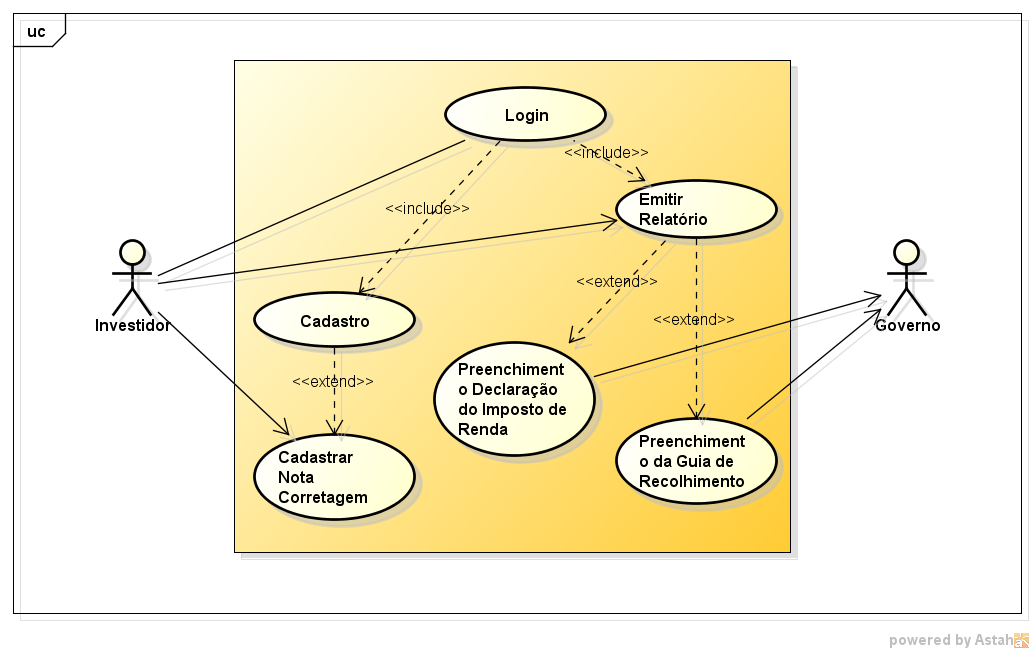 uc
Login
<<include>>
Emitir
Relatório
<<include>>
<<extend>>
Investidor
Cadastro
<<extend>>
Governo
<<extend>>
Preenchiment
o Declaração
do Imposto de
Renda
Cadastrar
Nota
Corretagem
Preenchiment
o da Guia de
Recolhimento
powered by Astah